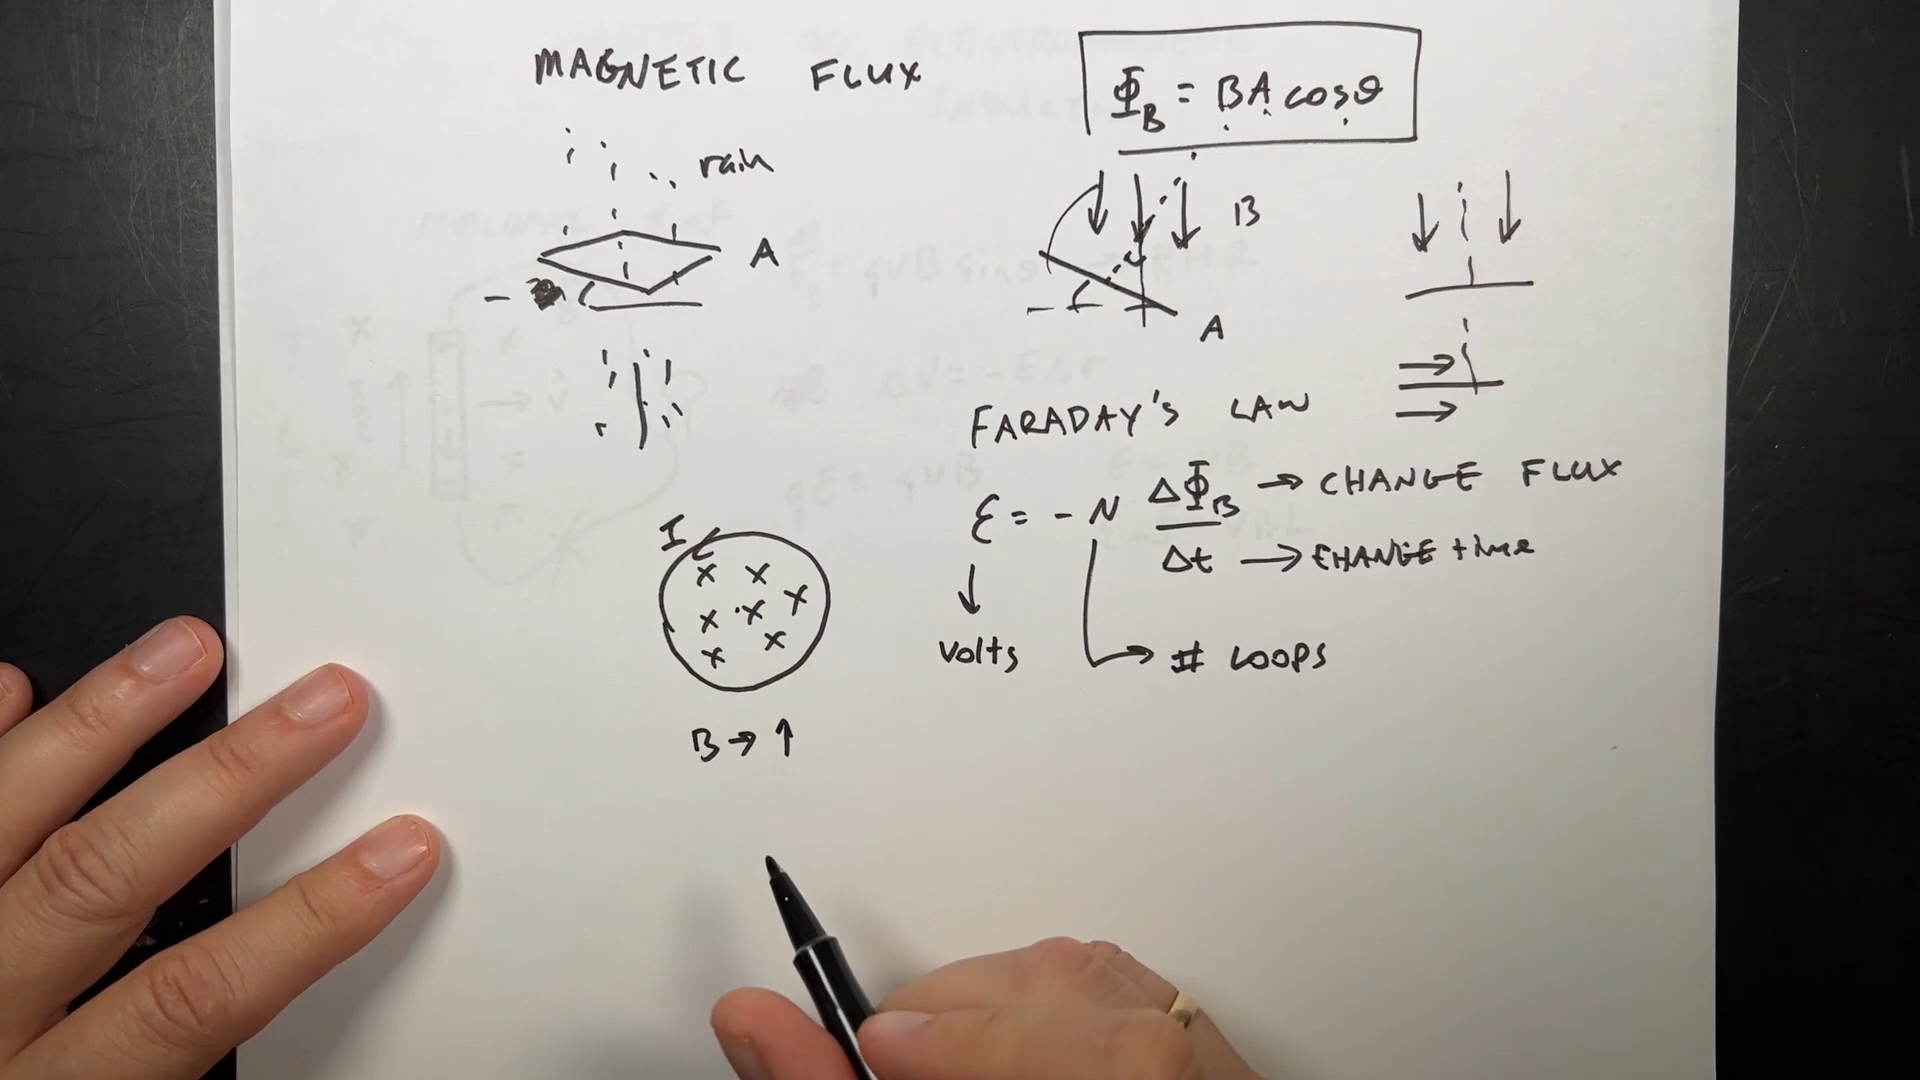 MAGNETIC FLUX
Φ_B = BA cosθ
rain
A
B
A
FARADAY'S LAW
ε = - N ΔΦ_B → CHANGE FLUX
Δt → CHANGE time
I
x x
x x x
x x
↓
volts
→ # LOOPS
B → ↑